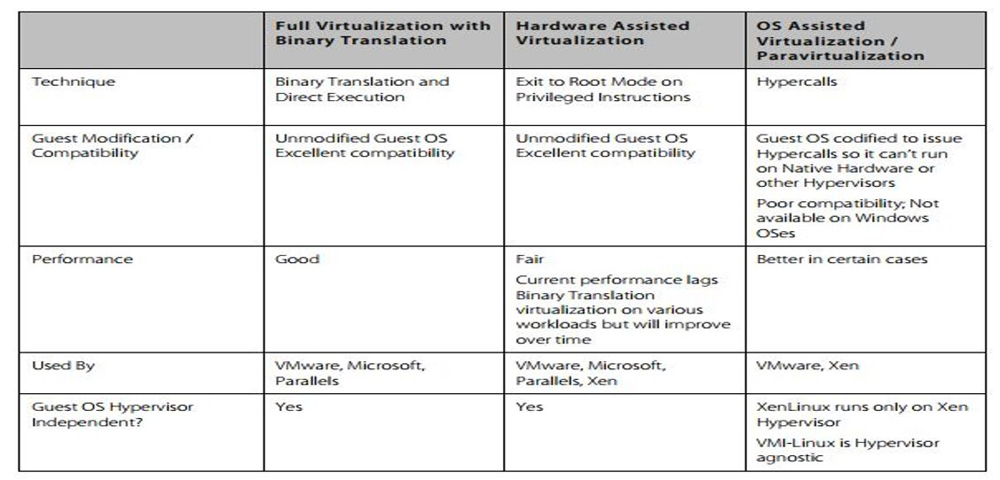 Full Virtualization with
Binary Translation
Hardware Assisted
Virtualization
OS Assisted
Virtualization /
Paravirtualization
Technique
Binary Translation and
Direct Execution
Exit to Root Mode on
Privileged Instructions
Hypercalls
Guest Modification /
Compatibility
Unmodified Guest OS
Excellent compatibility
Unmodified Guest OS
Excellent compatibility
Guest OS codified to issue
Hypercalls so it can't run
on Native Hardware or
other Hypervisors
Poor compatibility; Not
available on Windows
OSes
Performance
Good
Fair
Current performance lags
Binary Translation
virtualization on various
workloads but will improve
over time
Better in certain cases
Used By
VMware, Microsoft,
Parallels
VMware, Microsoft,
Parallels, Xen
VMware, Xen
Guest OS Hypervisor
Independent?
Yes
Yes
XenLinux runs only on Xen
Hypervisor
VMI-Linux is Hypervisor
agnostic